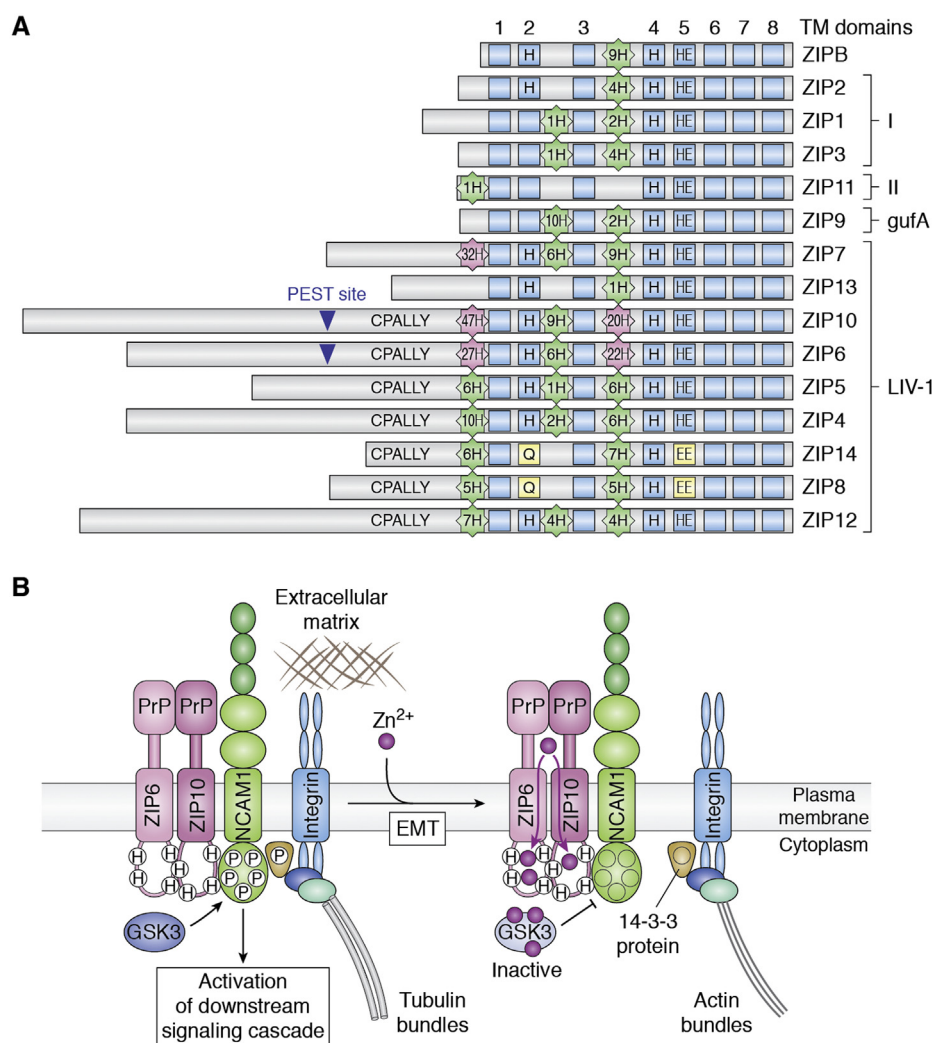 A
1 2 3 4 5 6 7 8 TM domains
H 9H H HE ZIPB
H 4H H HE ZIP2
1H 2H H HE ZIP1
I
1H 4H H HE ZIP3
1H H HE ZIP11 II
10H 2H H HE ZIP9 gufA
32H H 6H 9H H HE ZIP7
H 1H H HE ZIP13
PEST site
CPALLY 47H H 9H 20H H HE ZIP10
CPALLY 27H H 6H 22H H HE ZIP6
CPALLY 6H H 1H 6H H HE ZIP5
LIV-1
CPALLY 10H H 2H 6H H HE ZIP4
CPALLY 6H Q 7H H EE ZIP14
CPALLY 5H Q 5H H EE ZIP8
CPALLY 7H H 4H 4H H HE ZIP12
B
Extracellular
matrix
PrP PrP
ZIP6
ZIP10
NCAM1
Integrin
H H H H H H H H
P P P P P
P
GSK3
Activation
of downstream
signaling cascade
Tubulin
bundles
Zn2+
EMT
PrP PrP
ZIP6
ZIP10
NCAM1
Integrin
Plasma
membrane
Cytoplasm
H H H H H H H H
GSK3
Inactive
14-3-3
protein
Actin
bundles